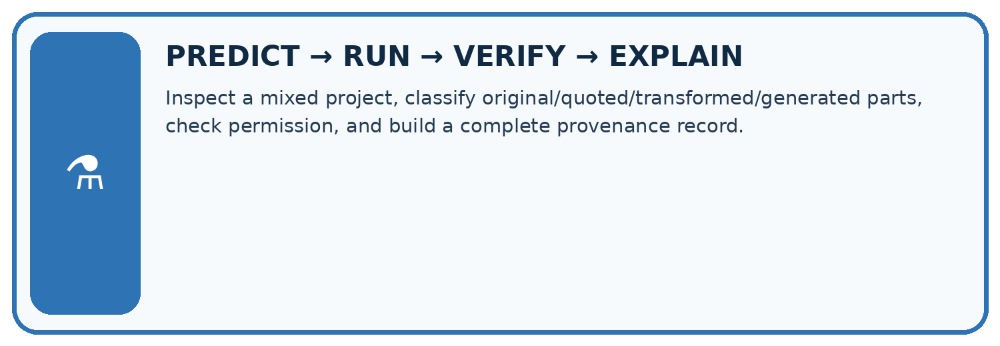 PREDICT → RUN → VERIFY → EXPLAIN
Inspect a mixed project, classify original/quoted/transformed/generated parts,
check permission, and build a complete provenance record.